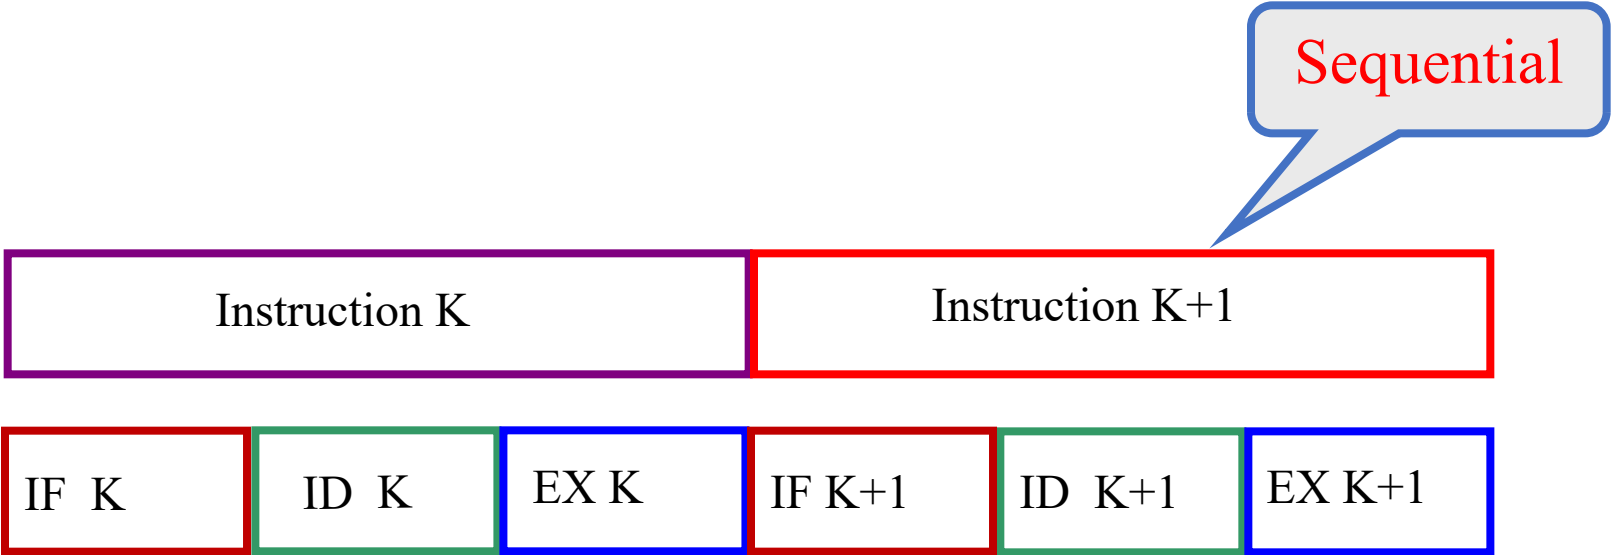 Sequential
Instruction K
Instruction K+1
IF K
ID K
EX K
IF K+1
ID K+1
EX K+1